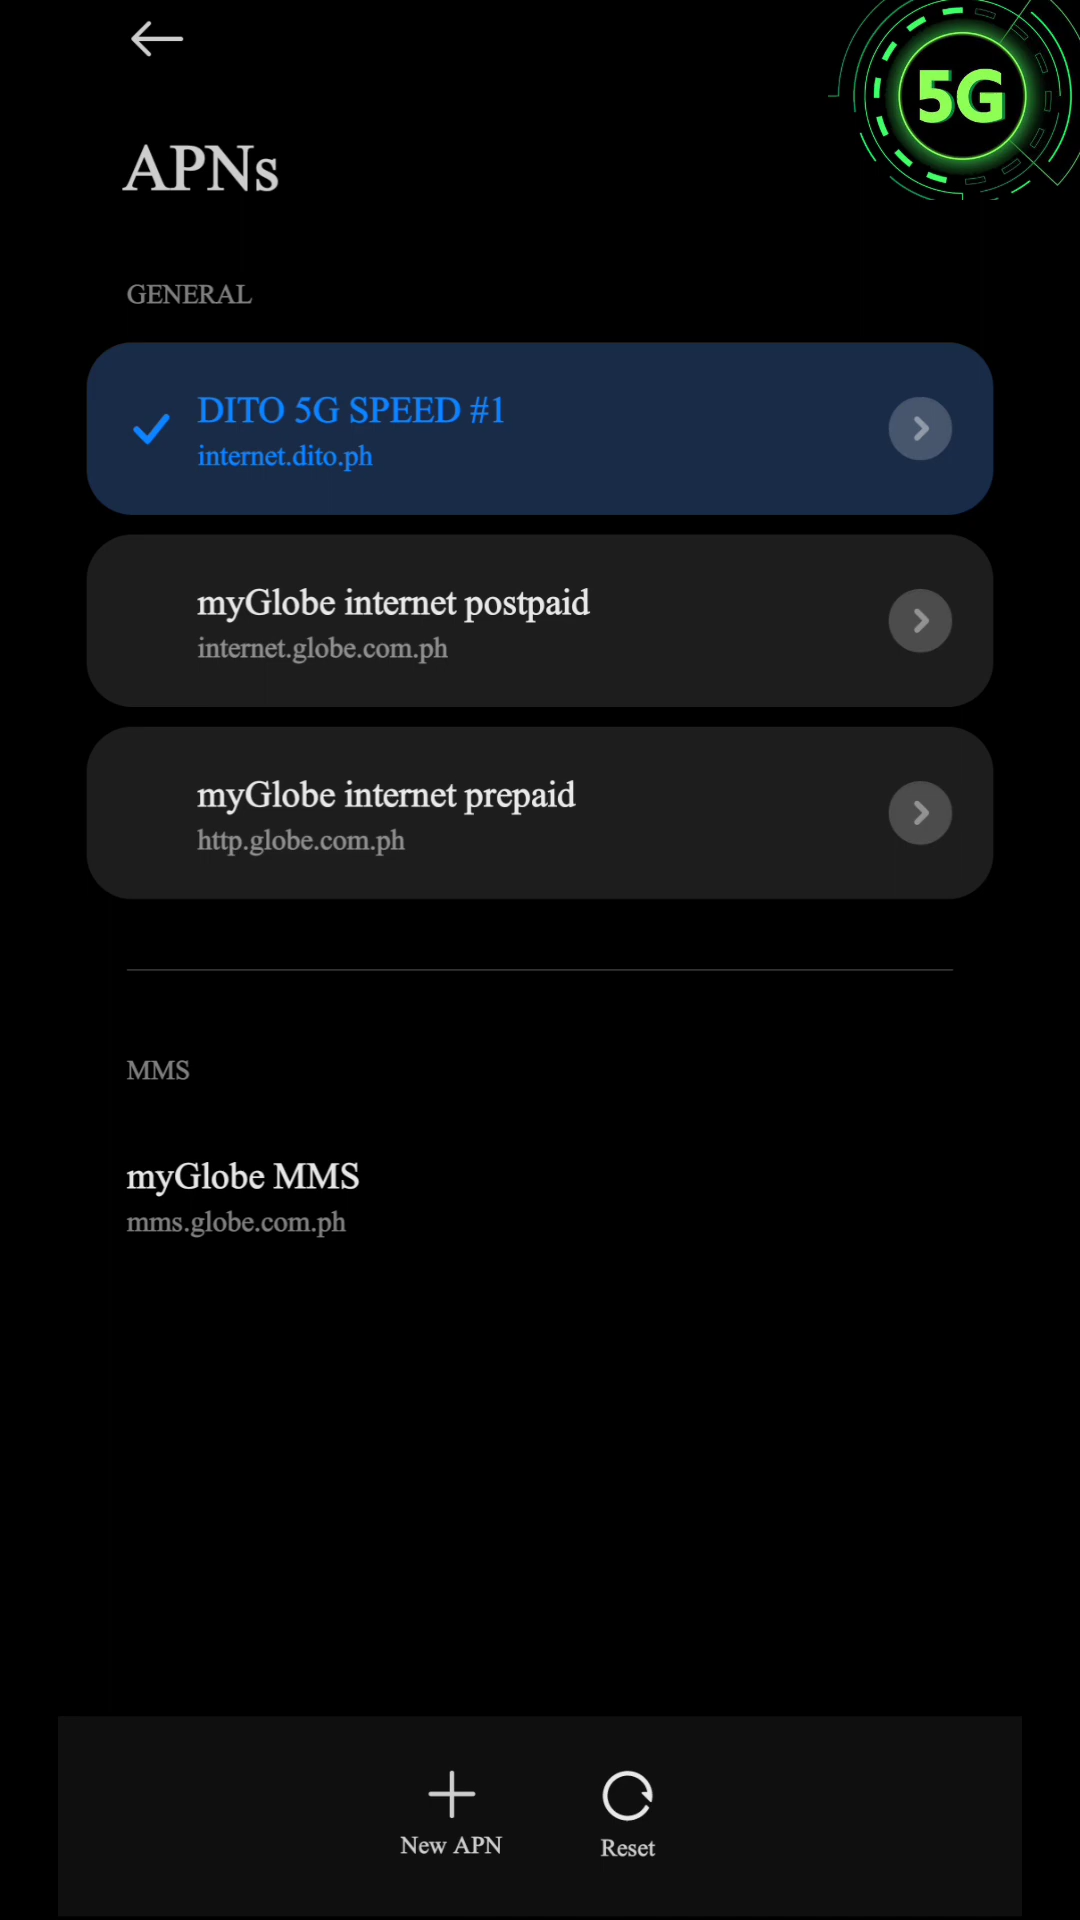 5G
APNs
GENERAL
DITO 5G SPEED #1
internet.dito.ph
myGlobe internet postpaid
internet.globe.com.ph
myGlobe internet prepaid
http.globe.com.ph
MMS
myGlobe MMS
mms.globe.com.ph
New APN
Reset